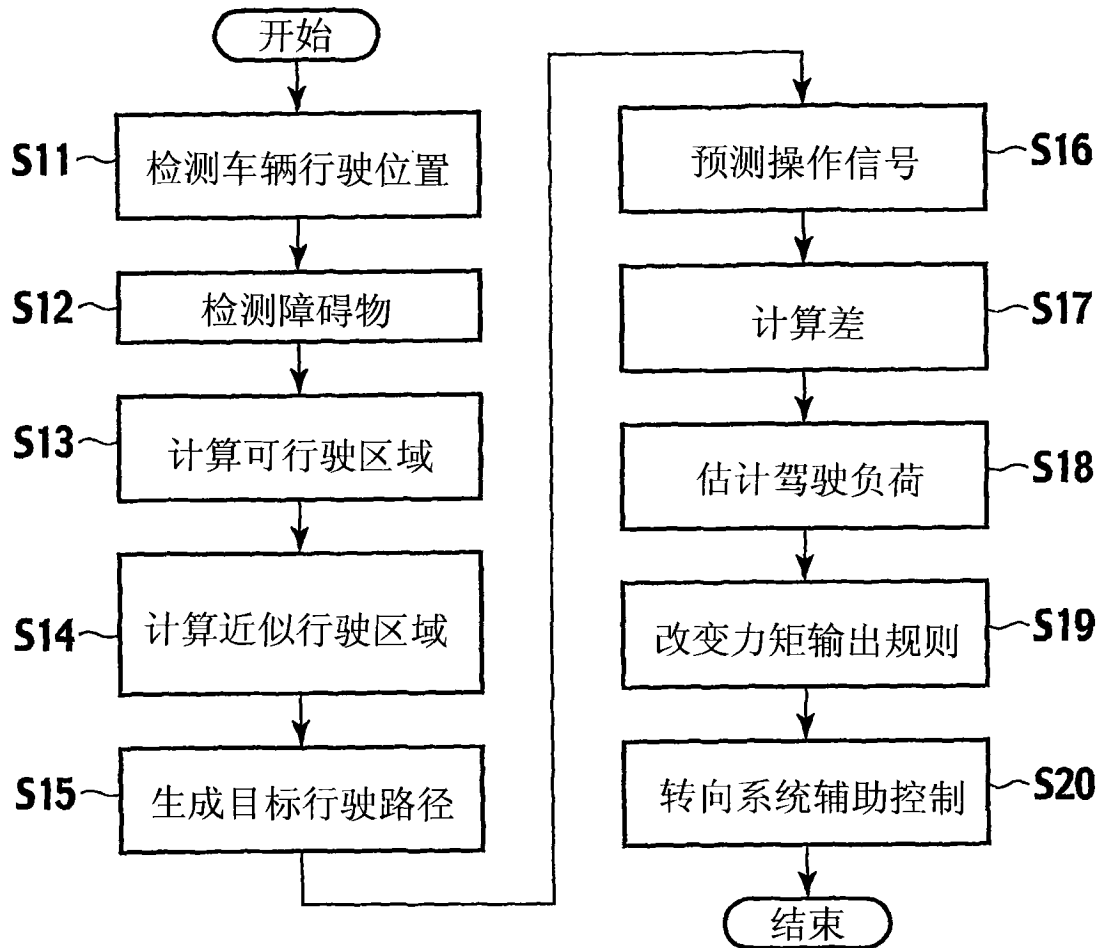 开始
S11
检测车辆行驶位置
S12
检测障碍物
S13
计算可行驶区域
S14
计算近似行驶区域
S15
生成目标行驶路径
S16
预测操作信号
S17
计算差
S18
估计驾驶负荷
S19
改变力矩输出规则
S20
转向系统辅助控制
结束